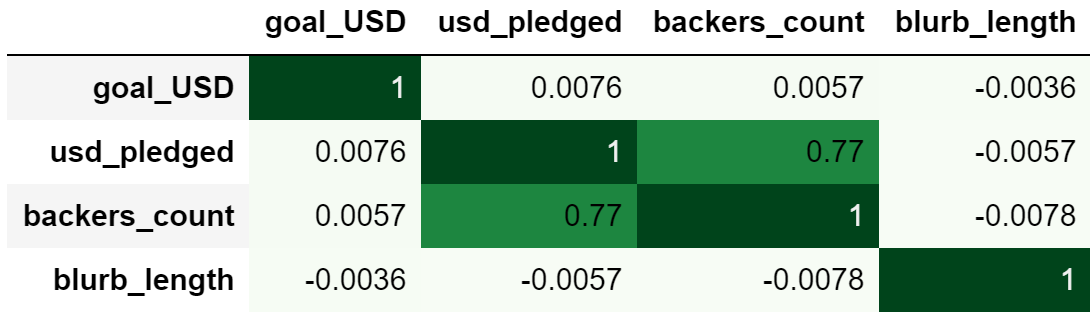 goal_USD usd_pledged backers_count blurb_length
goal_USD 1 0.0076 0.0057 -0.0036
usd_pledged 0.0076 1 0.77 -0.0057
backers_count 0.0057 0.77 1 -0.0078
blurb_length -0.0036 -0.0057 -0.0078 1